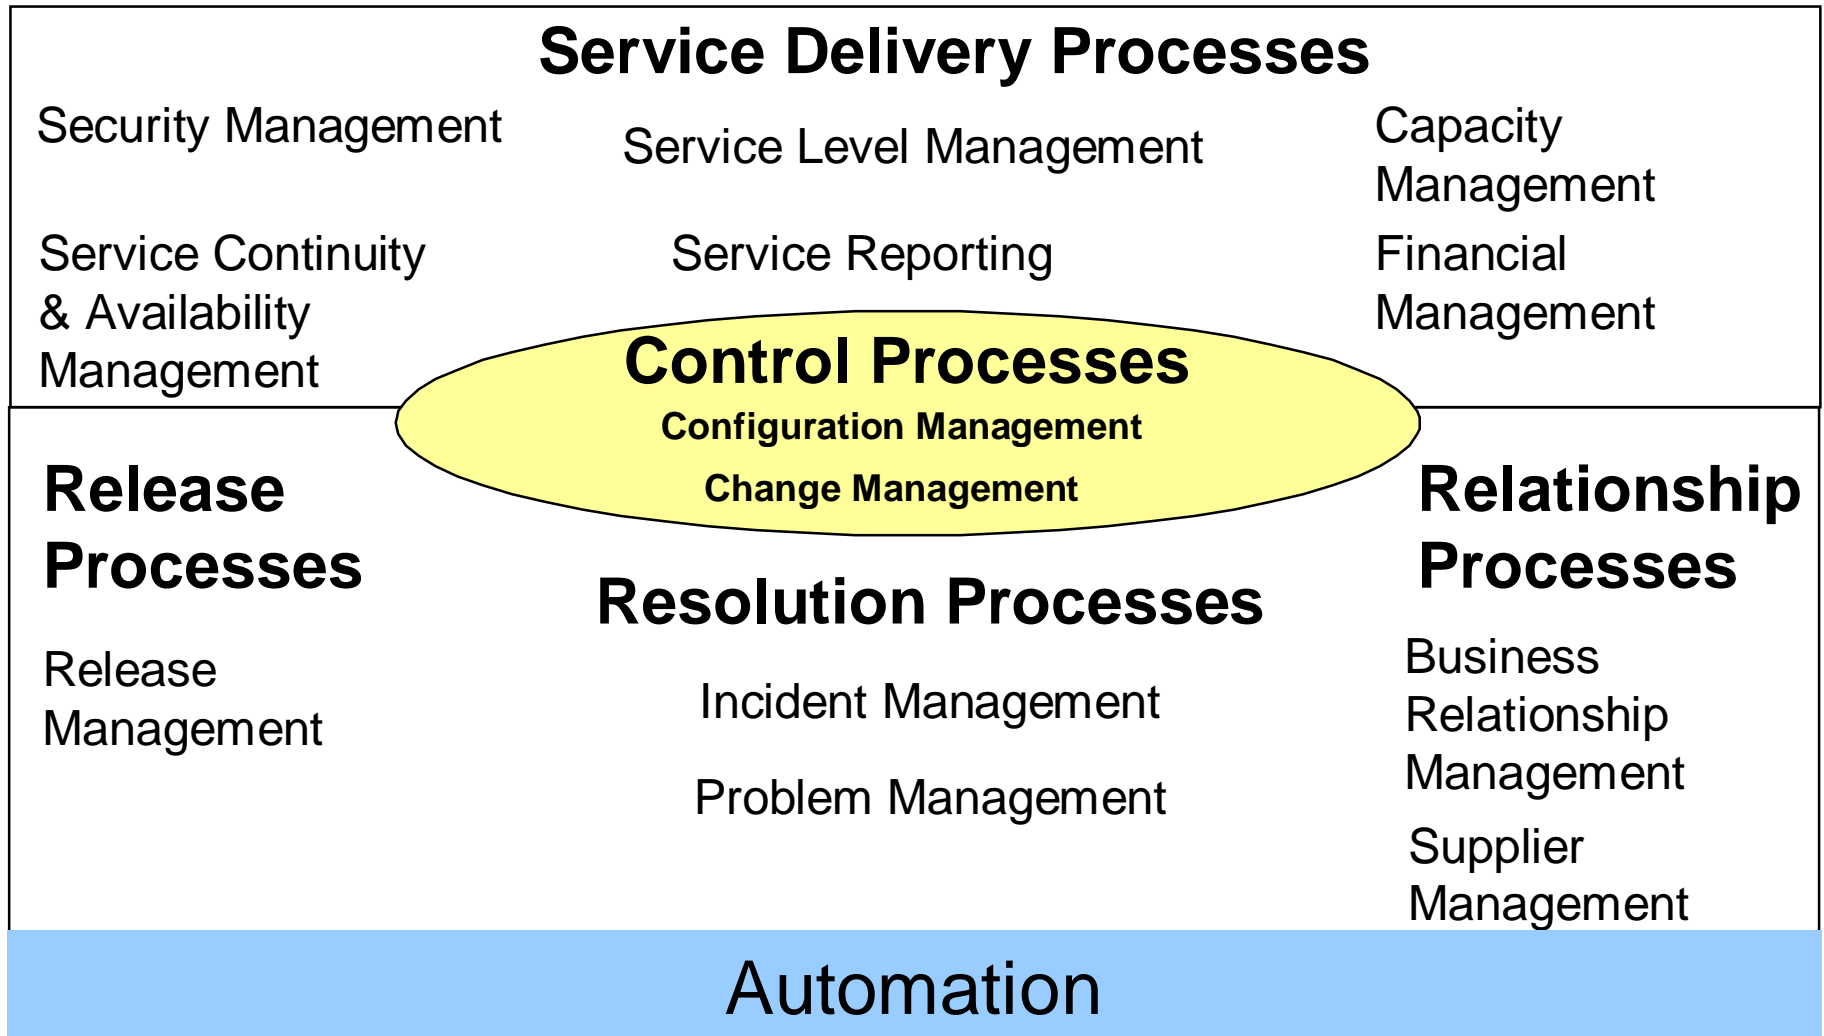 Service Delivery Processes
Security Management
Service Level Management
Capacity
Management
Service Continuity
& Availability
Management
Service Reporting
Financial
Management
Control Processes
Configuration Management
Change Management
Release
Processes
Release
Management
Resolution Processes
Incident Management
Problem Management
Relationship
Processes
Business
Relationship
Management
Supplier
Management
Automation